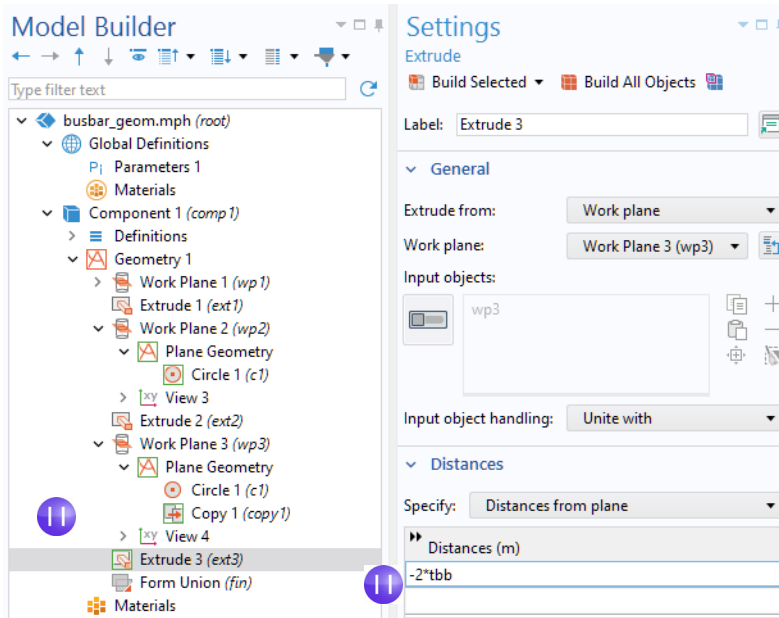 Model Builder
Type filter text
busbar_geom.mph (root)
Global Definitions
Pi Parameters 1
Materials
Component 1 (comp1)
Definitions
Geometry 1
Work Plane 1 (wp1)
Extrude 1 (ext1)
Work Plane 2 (wp2)
Plane Geometry
Circle 1 (c1)
xy View 3
Extrude 2 (ext2)
Work Plane 3 (wp3)
Plane Geometry
Circle 1 (c1)
Copy 1 (copy1)
11
xy View 4
Extrude 3 (ext3)
Form Union (fin)
Materials
Settings
Extrude
Build Selected
Build All Objects
Label: Extrude 3
General
Extrude from: Work plane
Work plane: Work Plane 3 (wp3)
Input objects:
wp3
Input object handling: Unite with
Distances
Specify: Distances from plane
Distances (m)
11 -2*tbb